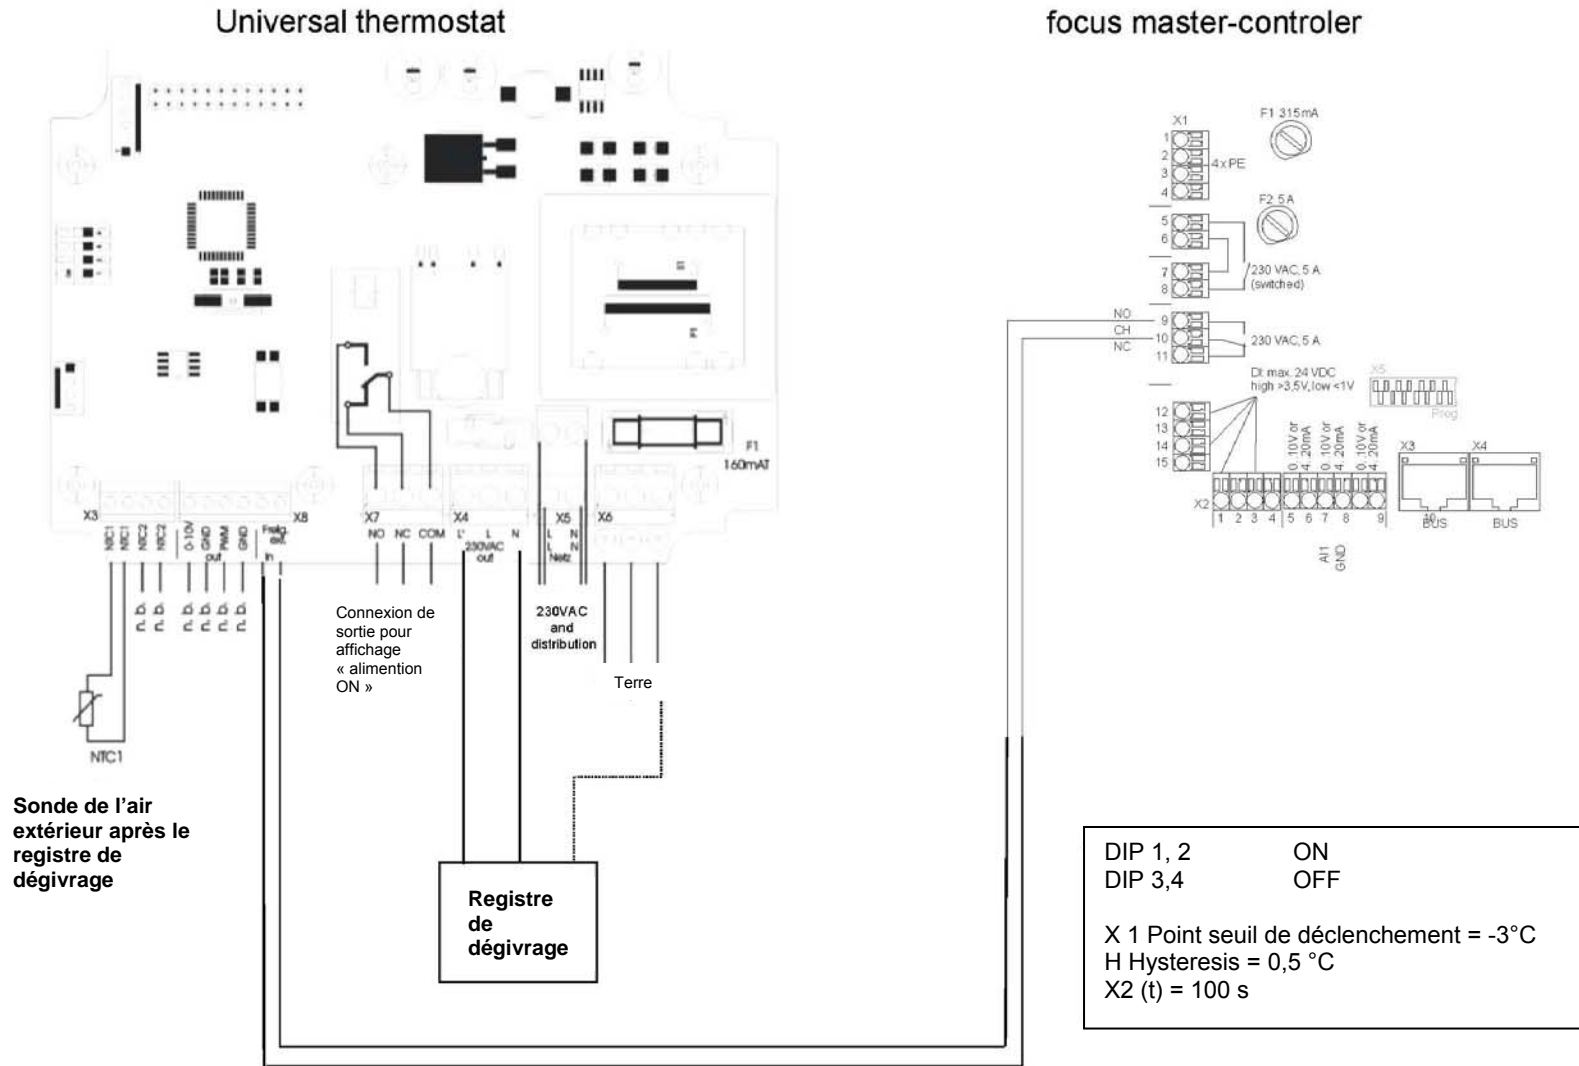 Universal thermostat
focus master-controler
X1
F1 315mA
1
2
3
4
4xPE
F2 5A
5
6
7
8
230 VAC, 5 A
(switched)
NO
CH
NC
9
10
11
230 VAC, 5 A
DI: max. 24 VDC
high >3,5V, low <1V
X5
Prog
12
13
14
15
0..10V or
4..20mA
0..10V or
4..20mA
0..10V or
4..20mA
X3
X4
X2
1
2
3
4
5
6
7
8
9
10
BUS
BUS
AI1
GND
F1
F1
160mAT
X3
X8
X7
X4
X5
X6
NTC1
NTC1
NTC2
NTC2
0-10V
GND
PWM
GND
out
Freig.
ext.
In
NO
NC
COM
L'
L
N
230VAC
out
L
N
L
N
Netz
n. b.
n. b.
n. b.
n. b.
n. b.
n. b.
Connexion de
sortie pour
affichage
« alimention
ON »
230VAC
and
distribution
Terre
NTC1
Sonde de l’air
extérieur après le
registre de
dégivrage
Registre
de
dégivrage
DIP 1, 2 ON
DIP 3,4 OFF
X 1 Point seuil de déclenchement = -3°C
H Hysteresis = 0,5 °C
X2 (t) = 100 s